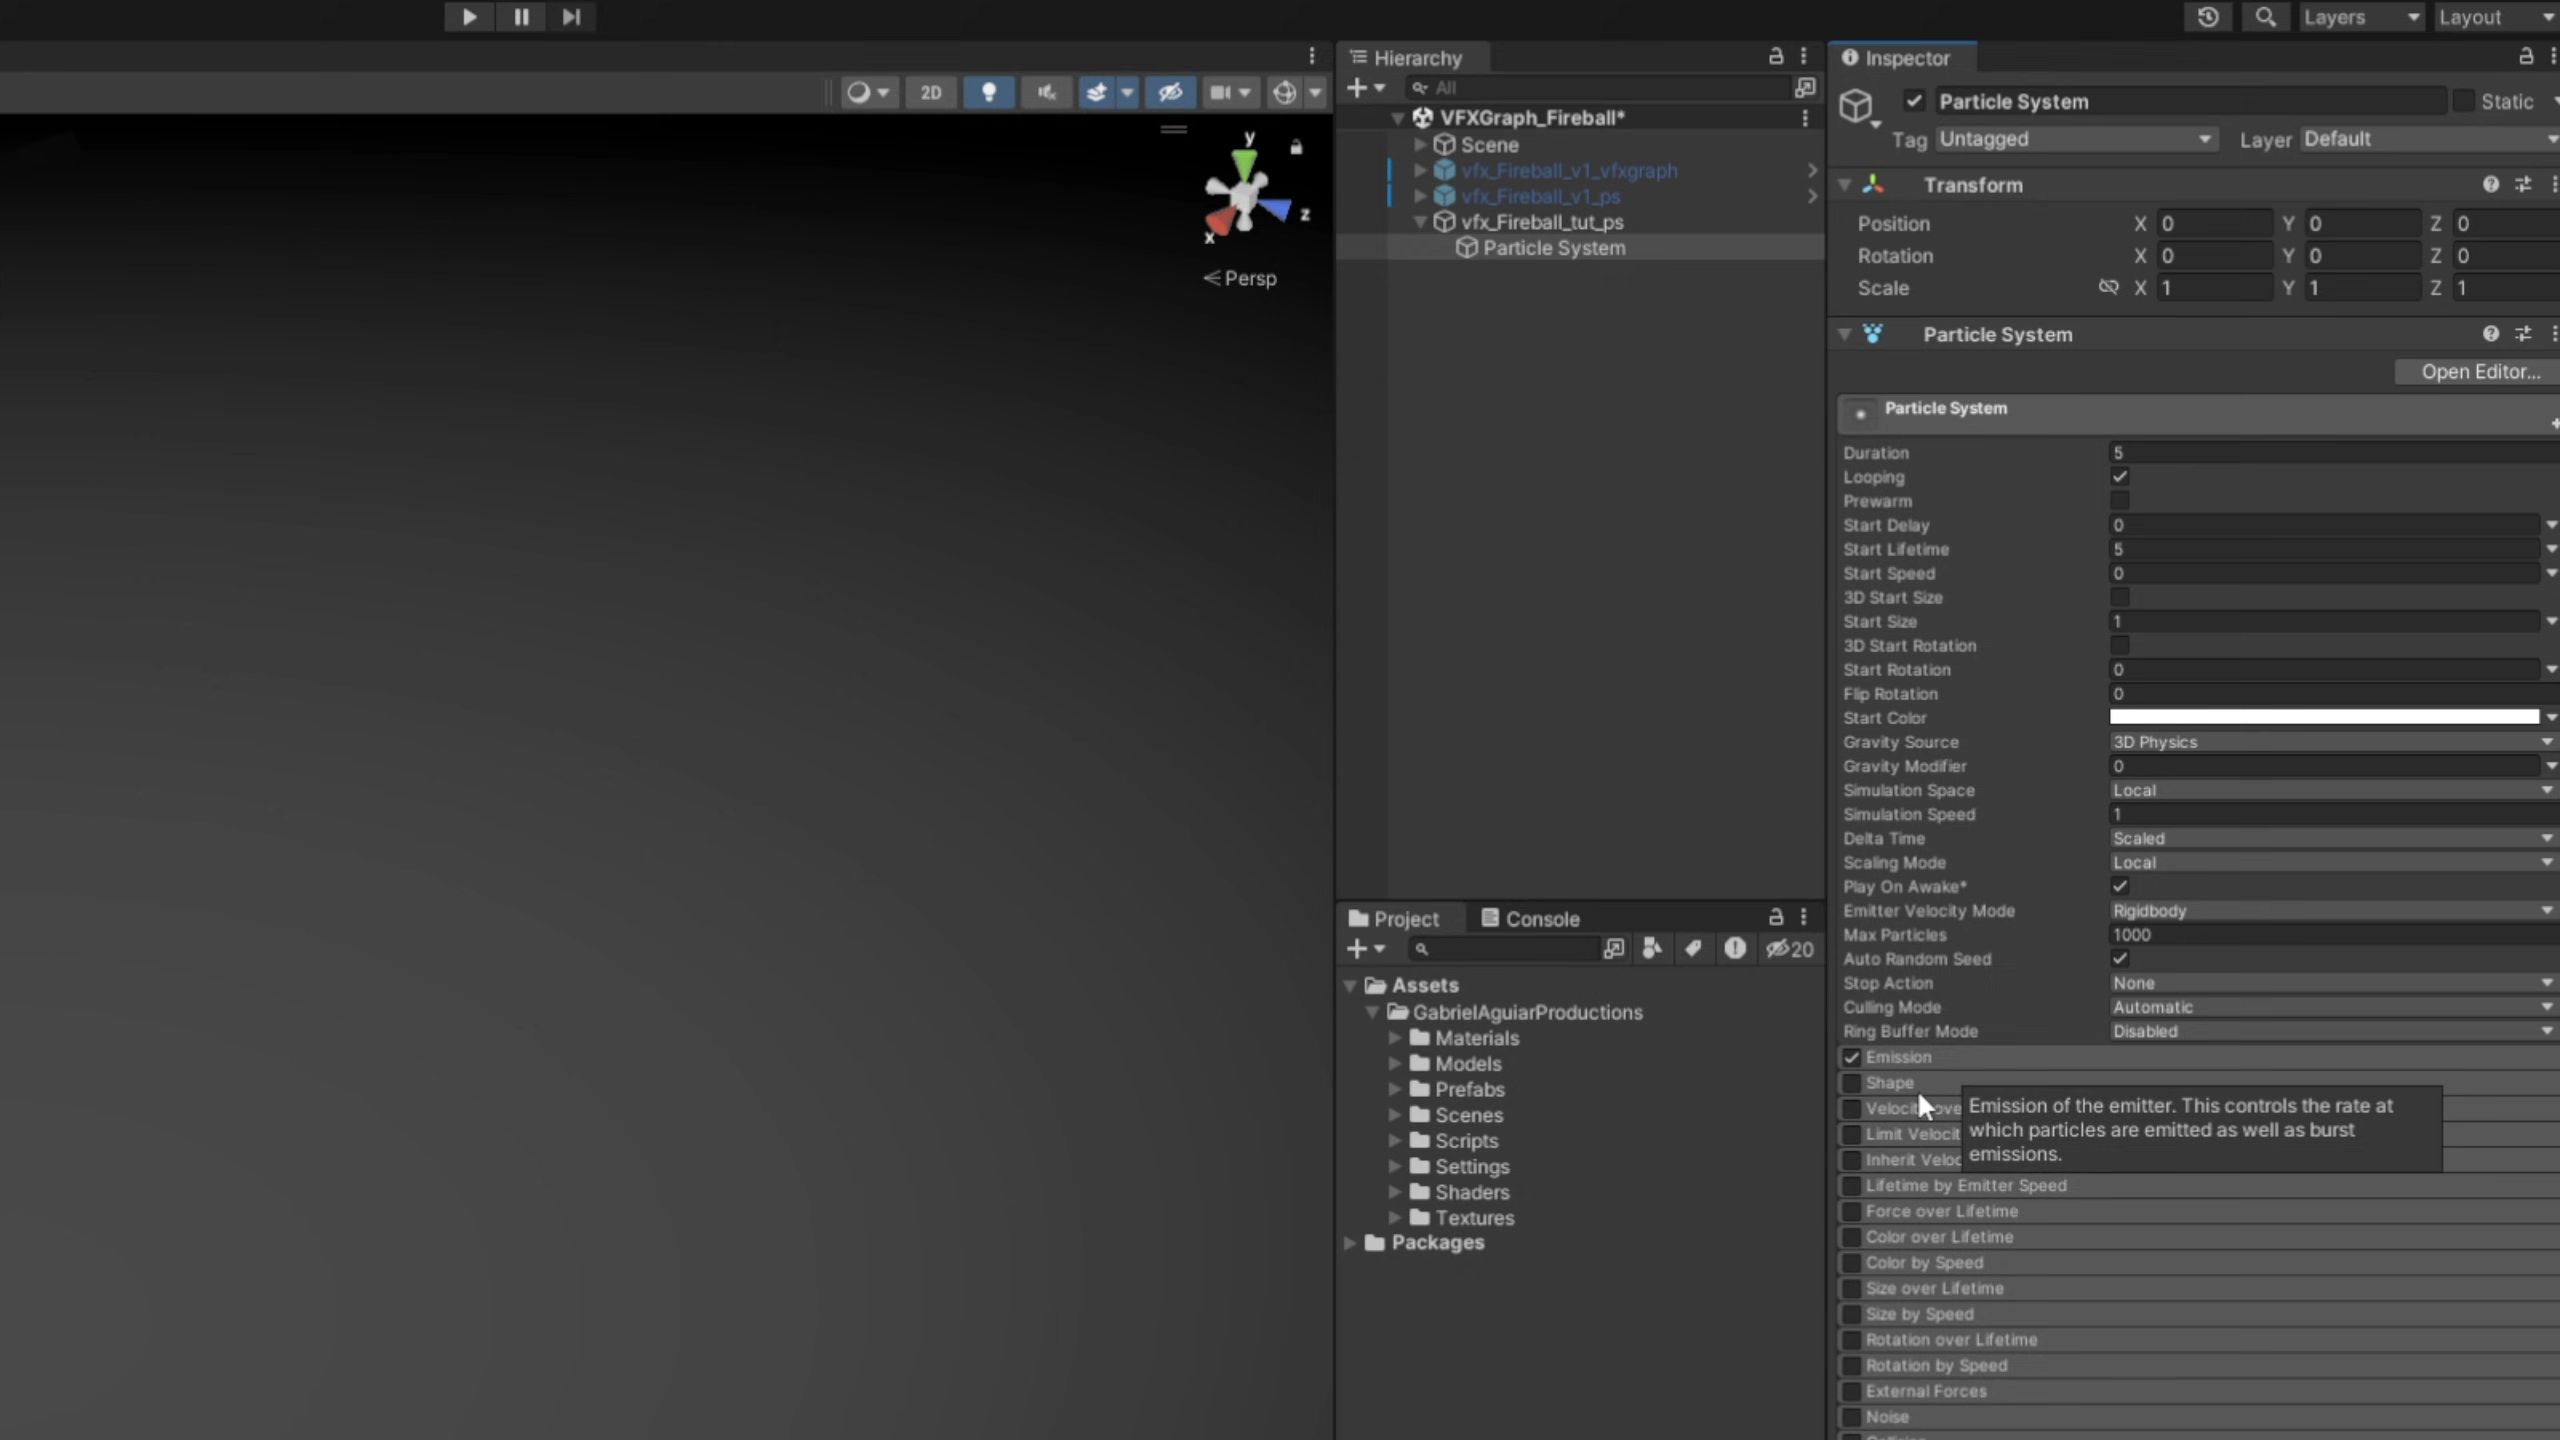 Layers
Layout
2D
y
z
x
Persp
Hierarchy
All
VFXGraph_Fireball*
Scene
vfx_Fireball_v1_vfxgraph
vfx_Fireball_v1_ps
vfx_Fireball_tut_ps
Particle System
Project
Console
20
Assets
GabrielAguiarProductions
Materials
Models
Prefabs
Scenes
Scripts
Settings
Shaders
Textures
Packages
Inspector
Particle System
Static
Tag Untagged
Layer Default
Transform
Position X 0 Y 0 Z 0
Rotation X 0 Y 0 Z 0
Scale X 1 Y 1 Z 1
Particle System
Open Editor...
Particle System
Duration 5
Looping
Prewarm
Start Delay 0
Start Lifetime 5
Start Speed 0
3D Start Size
Start Size 1
3D Start Rotation
Start Rotation 0
Flip Rotation 0
Start Color
Gravity Source 3D Physics
Gravity Modifier 0
Simulation Space Local
Simulation Speed 1
Delta Time Scaled
Scaling Mode Local
Play On Awake*
Emitter Velocity Mode Rigidbody
Max Particles 1000
Auto Random Seed
Stop Action None
Culling Mode Automatic
Ring Buffer Mode Disabled
Emission
Shape
Emission of the emitter. This controls the rate at
which particles are emitted as well as burst
emissions.
Limit
Inherit
Lifetime by Emitter Speed
Force over Lifetime
Color over Lifetime
Color by Speed
Size over Lifetime
Size by Speed
Rotation over Lifetime
Rotation by Speed
External Forces
Noise